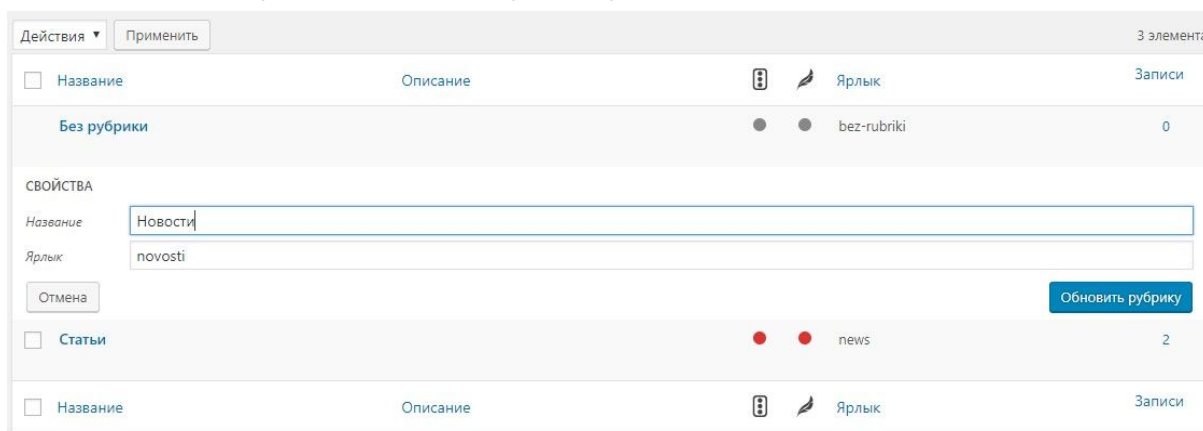 Действия Применить 3 элемента
Название Описание Ярлык Записи
Без рубрики bez-rubriki 0
СВОЙСТВА
Название Новости
Ярлык novosti
Отмена Обновить рубрику
Статьи news 2
Название Описание Ярлык Записи